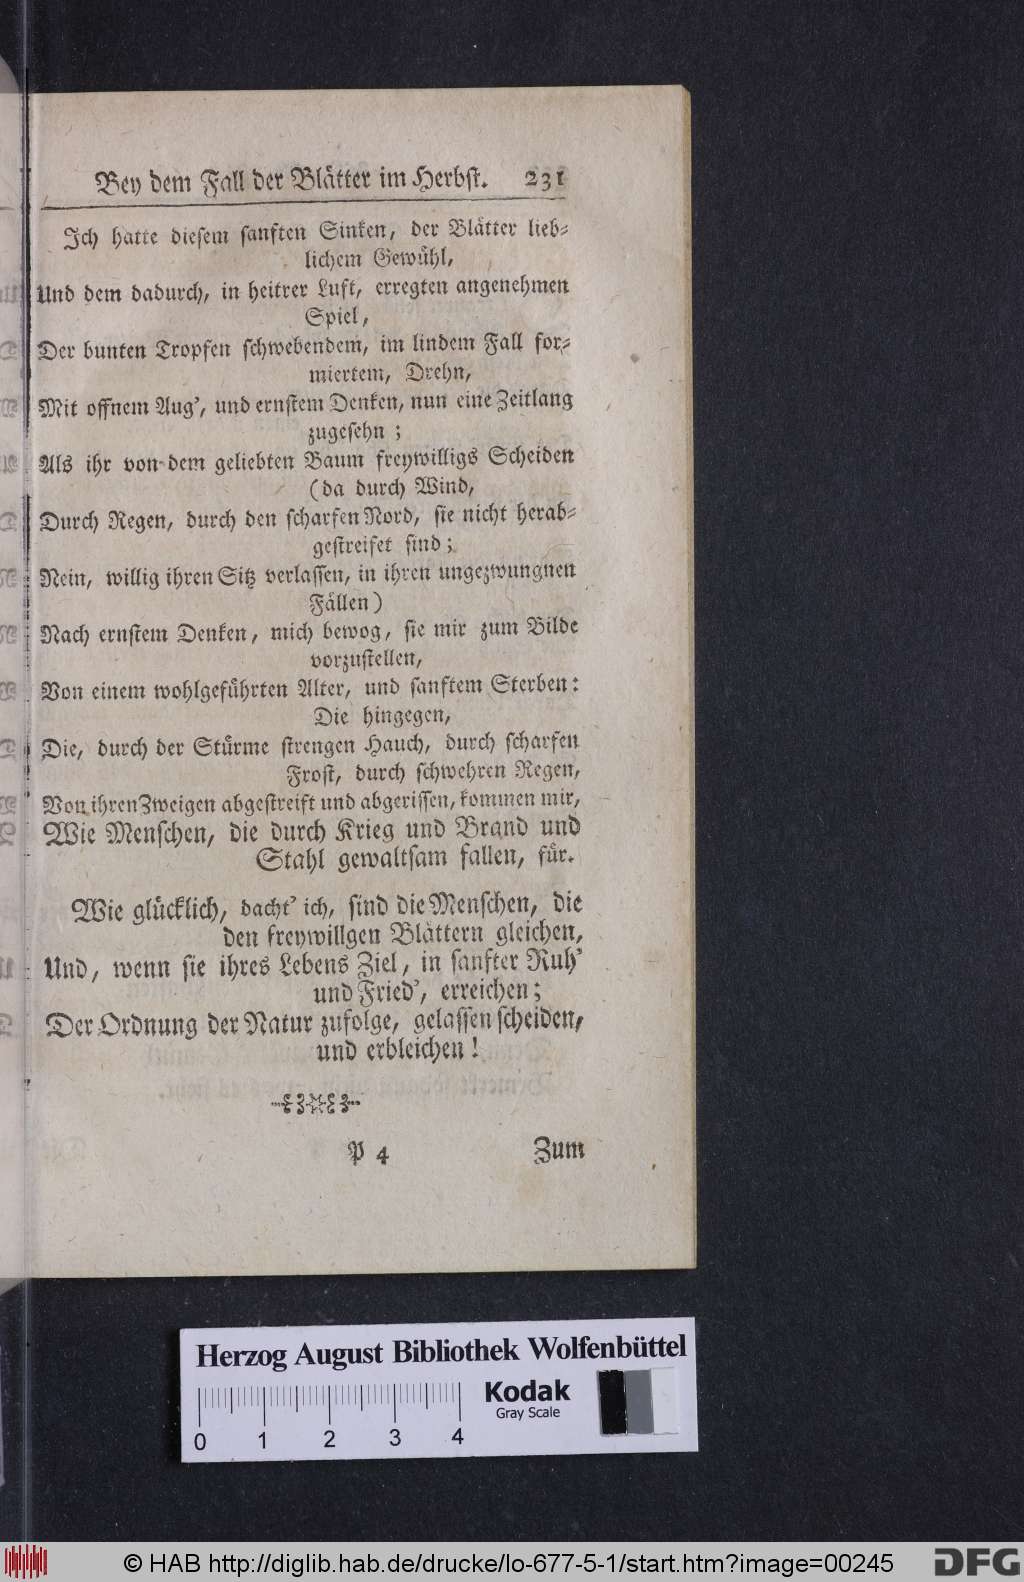 Bey dem Fall der Blåtter im Herbst. 231
Ich hatte diesem sanften Sinken, der Blåtter lieb-
lichem Gewůhl,
Und dem dadurch, in heitrer Luft, erregten angenehmen
Spiel,
Der bunten Tropfen schwebendem, im lindem Fall for-
miertem, Drehn,
Mit offnem Aug', und ernstem Denken, nun eine Zeitlang
zugesehn;
Als ihr von dem geliebten Baum freywilligs Scheiden
(da durch Wind,
Durch Regen, durch den scharfen Nord, sie nicht herab-
gestreifet sind;
Nein, willig ihren Sitz verlassen, in ihren ungezwungnen
Fållen)
Nach ernstem Denken, mich bewog, sie mir zum Bilde
vorzustellen,
Von einem wohlgefůhrten Alter, und sanftem Sterben:
Die hingegen,
Die, durch der Stůrme strengen Hauch, durch scharfen
Frost, durch schwehren Regen,
Von ihren Zweigen abgestreift und abgerissen, kommen mir,
Wie Menschen, die durch Krieg und Brand und
Stahl gewaltsam fallen, fůr.
Wie glůcklich, dacht' ich, sind die Menschen, die
den freywillgen Blåttern gleichen,
Und, wenn sie ihres Lebens Ziel, in sanfter Ruh'
und Fried', erreichen;
Der Ordnung der Natur zufolge, gelassen scheiden,
und erbleichen!
P 4 Zum
Herzog August Bibliothek Wolfenbüttel
Kodak
Gray Scale
0 1 2 3 4
© HAB http://diglib.hab.de/drucke/lo-677-5-1/start.htm?image=00245
DFG